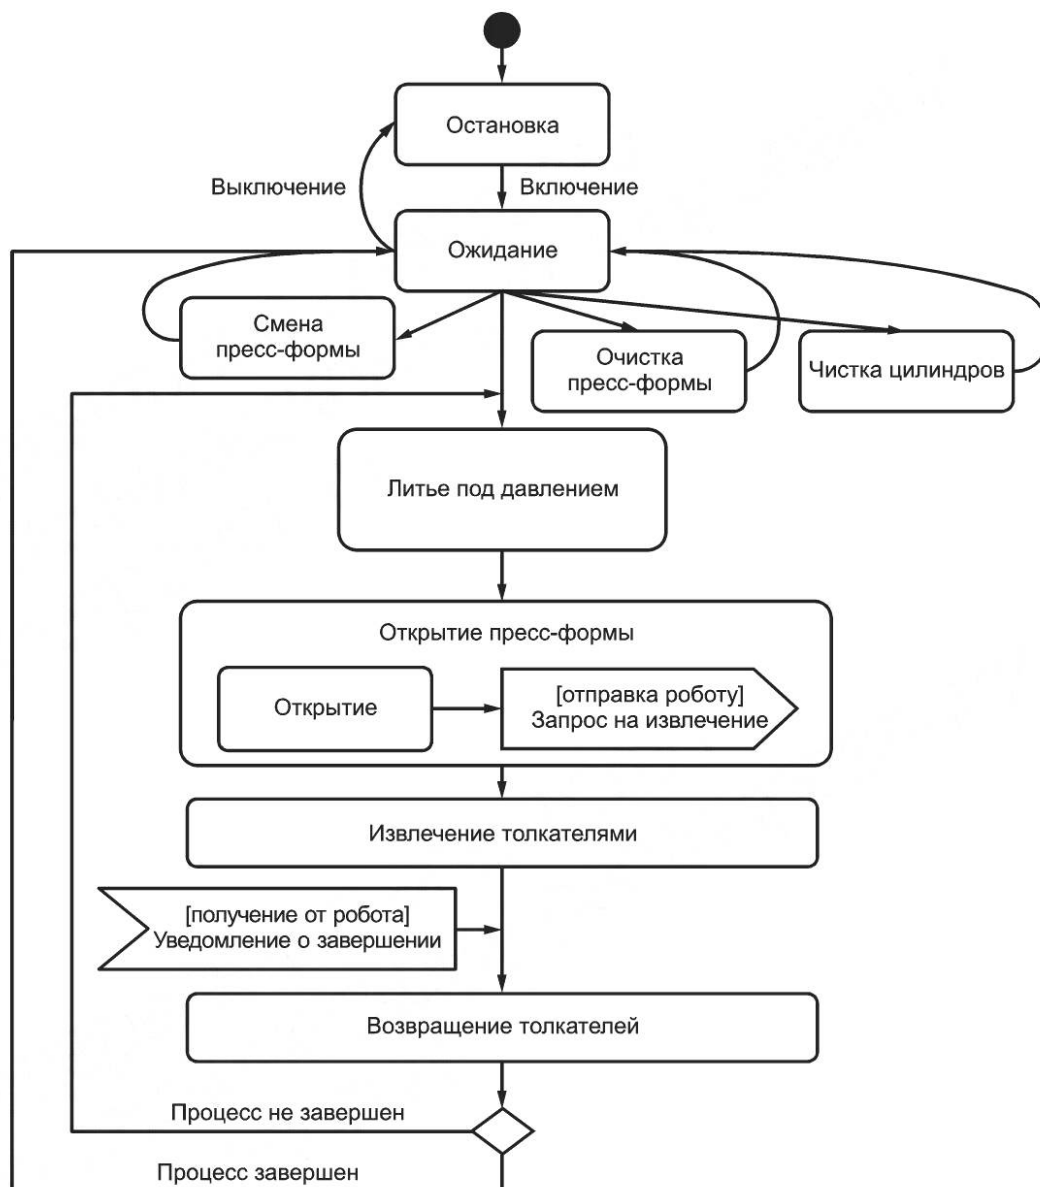 Остановка
Выключение
Включение
Ожидание
Смена
пресс-формы
Очистка
пресс-формы
Чистка цилиндров
Литье под давлением
Открытие пресс-формы
Открытие
[отправка роботу]
Запрос на извлечение
Извлечение толкателями
[получение от робота]
Уведомление о завершении
Возвращение толкателей
Процесс не завершен
Процесс завершен